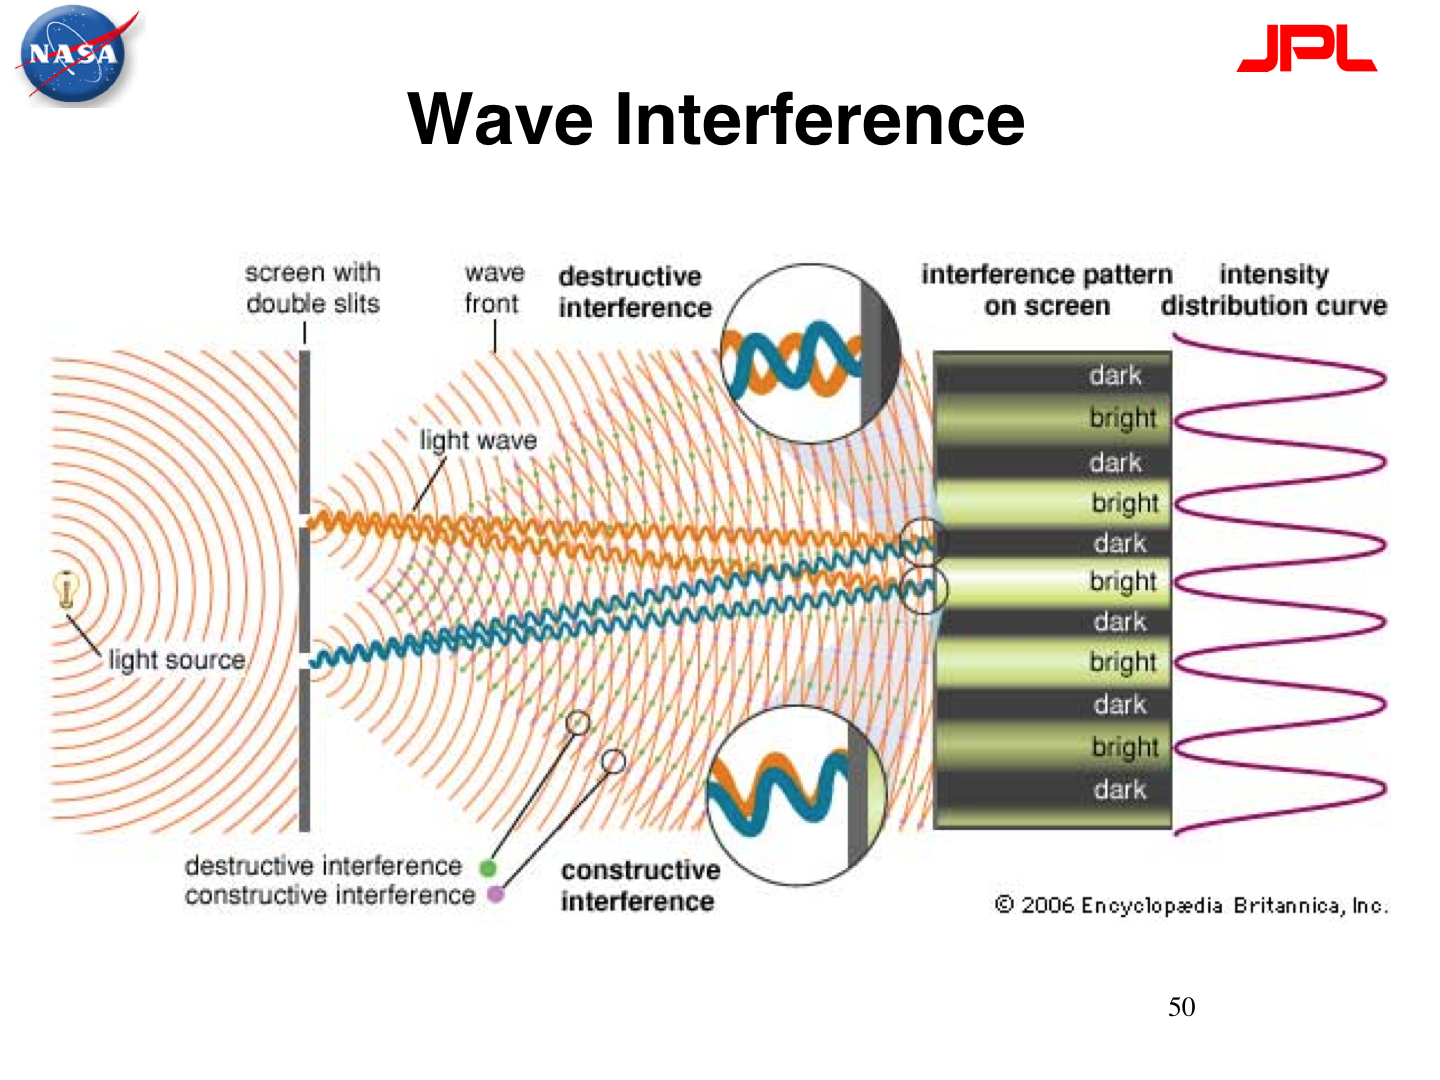 NASA
JPL
Wave Interference
screen with
double slits
wave
front
destructive
interference
interference pattern
on screen
intensity
distribution curve
dark
bright
dark
light wave
bright
dark
bright
dark
light source
bright
dark
bright
dark
destructive interference
constructive interference
constructive
interference
© 2006 Encyclopædia Britannica, Inc.
50